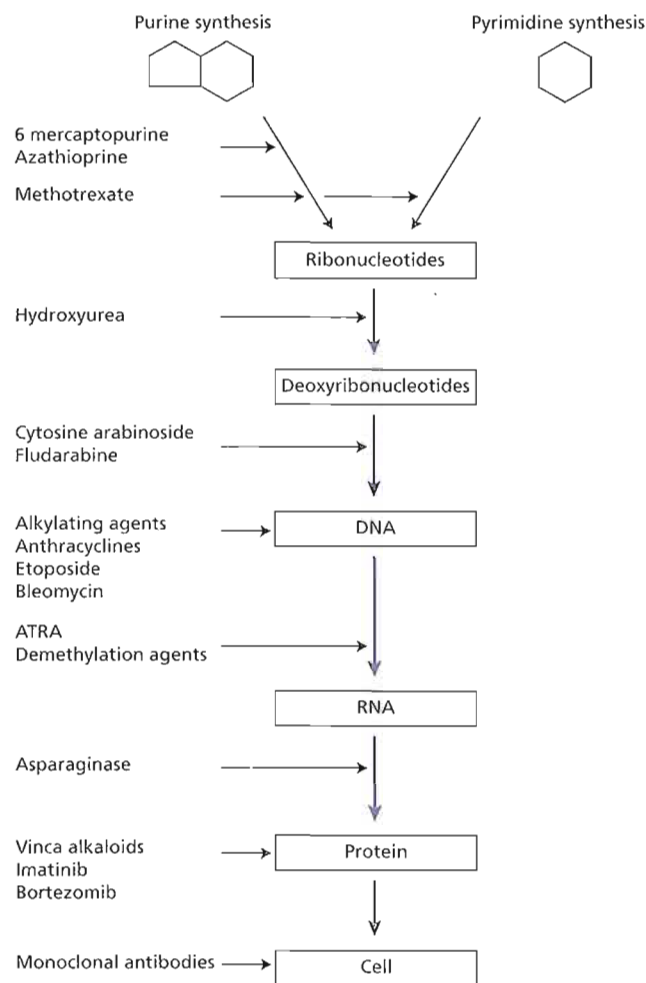 Purine synthesis
Pyrimidine synthesis
6 mercaptopurine
Azathioprine
Methotrexate
Ribonucleotides
Hydroxyurea
Deoxyribonucleotides
Cytosine arabinoside
Fludarabine
Alkylating agents
Anthracyclines
Etoposide
Bleomycin
DNA
ATRA
Demethylation agents
RNA
Asparaginase
Vinca alkaloids
Imatinib
Bortezomib
Protein
Monoclonal antibodies
Cell